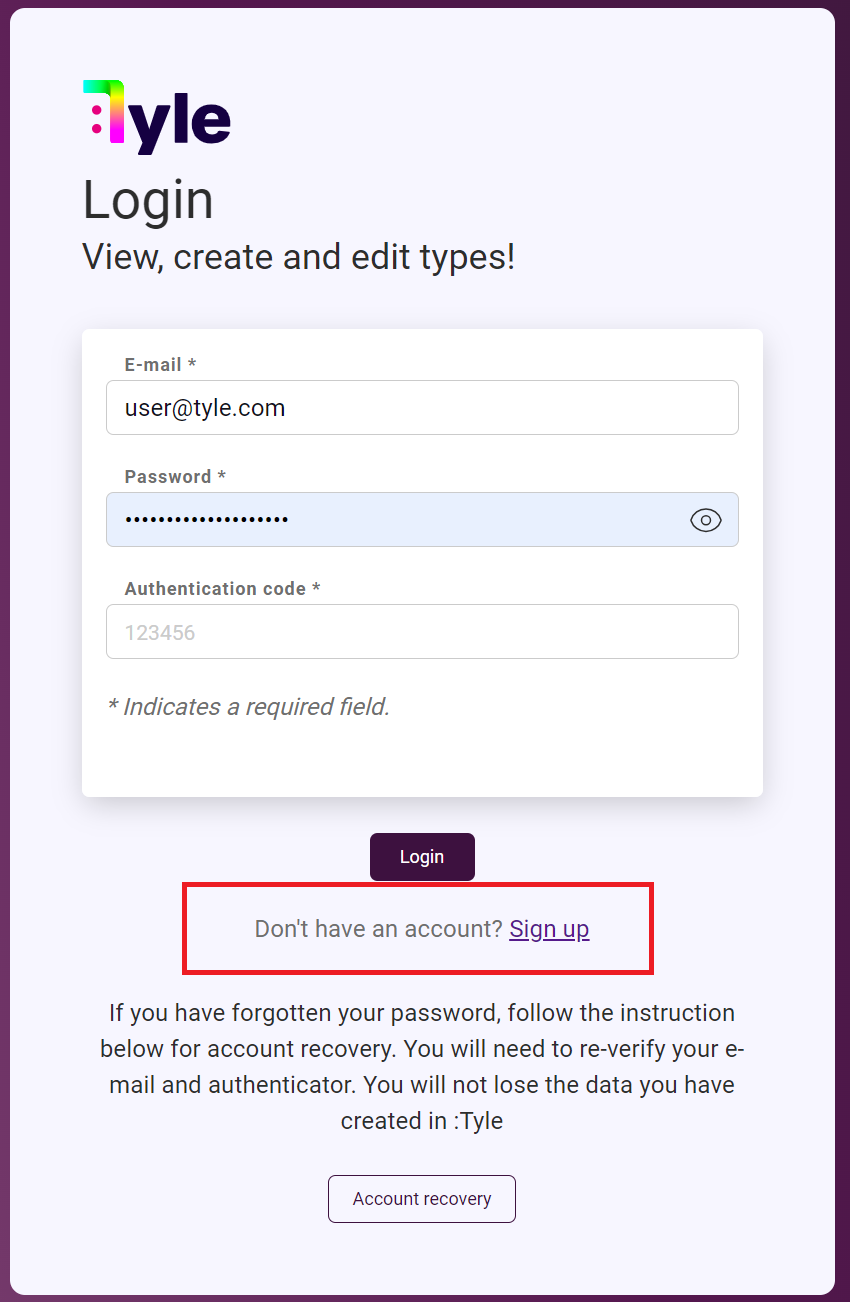 :Tyle
Login
View, create and edit types!
E-mail *
user@tyle.com
Password *
••••••••••••••••••••
Authentication code *
123456
* Indicates a required field.
Login
Don't have an account? Sign up
If you have forgotten your password, follow the instruction
below for account recovery. You will need to re-verify your e-
mail and authenticator. You will not lose the data you have
created in :Tyle
Account recovery